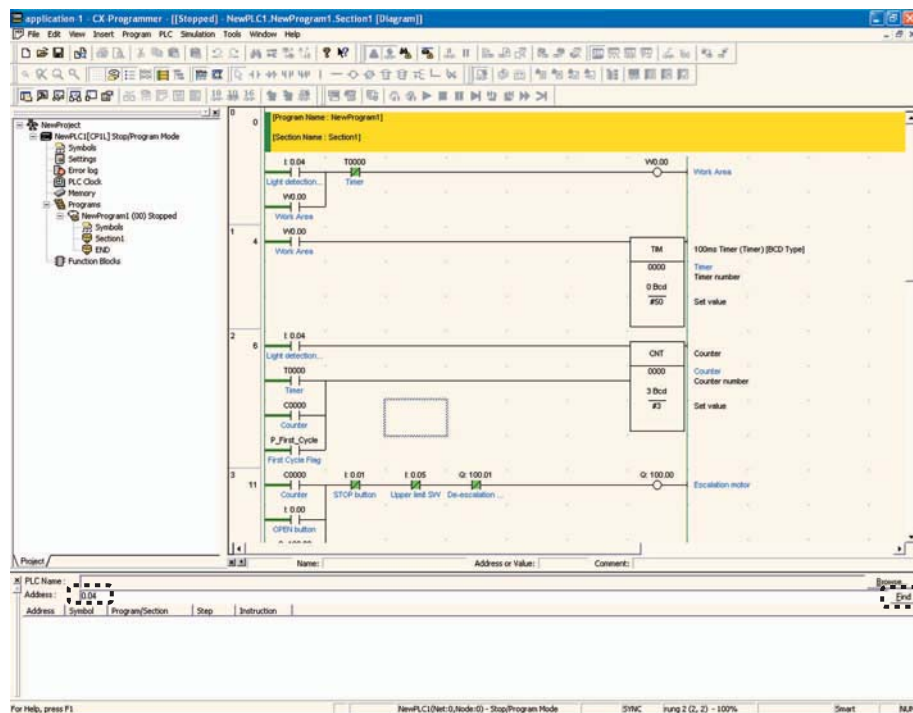 application 1 - CX-Programmer - [[Stopped] - NewPLC1.NewProgram1.Section1 [Diagram]]
File Edit View Insert Program PLC Simulation Tools Window Help
NewProject
NewPLC1[CP1L] Stop/Program Mode
Symbols
Settings
Error log
PLC Clock
Memory
Programs
NewProgram1 (00) Stopped
Symbols
Section1
END
Function Blocks
Project
0
0
[Program Name : NewProgram1]
[Section Name : Section1]
I: 0.04
T0000
W0.00
Light detection...
Timer
Work Area
W0.00
Work Area
1
4
W0.00
Work Area
TIM
100ms Timer (Timer) [BCD Type]
0000
Timer
Timer number
0 Bcd
#50
Set value
2
6
I: 0.04
Light detection...
CNT
Counter
T0000
Timer
0000
Counter
Counter number
C0000
Counter
3 Bcd
#3
Set value
P_First_Cycle
First Cycle Flag
3
11
C0000
I: 0.01
I: 0.05
Q: 100.01
Q: 100.00
Counter
STOP button
Upper limit SW
De-escalation ...
Escalation motor
I: 0.00
OPEN button
Name:
Address or Value:
Comment:
PLC Name :
Browse...
Address :
0.04
Find
Address
Symbol
Program/Section
Step
Instruction
For Help, press F1
NewPLC1(Net:0,Node:0) - Stop/Program Mode
SYNC
rung 2 (2, 2) - 100%
Smart
NUM